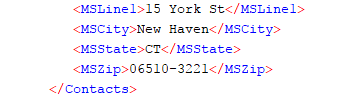 <MSLine1>15 York St</MSLine1>
<MSCity>New Haven</MSCity>
<MSState>CT</MSState>
<MSZip>06510-3221</MSZip>
</Contacts>